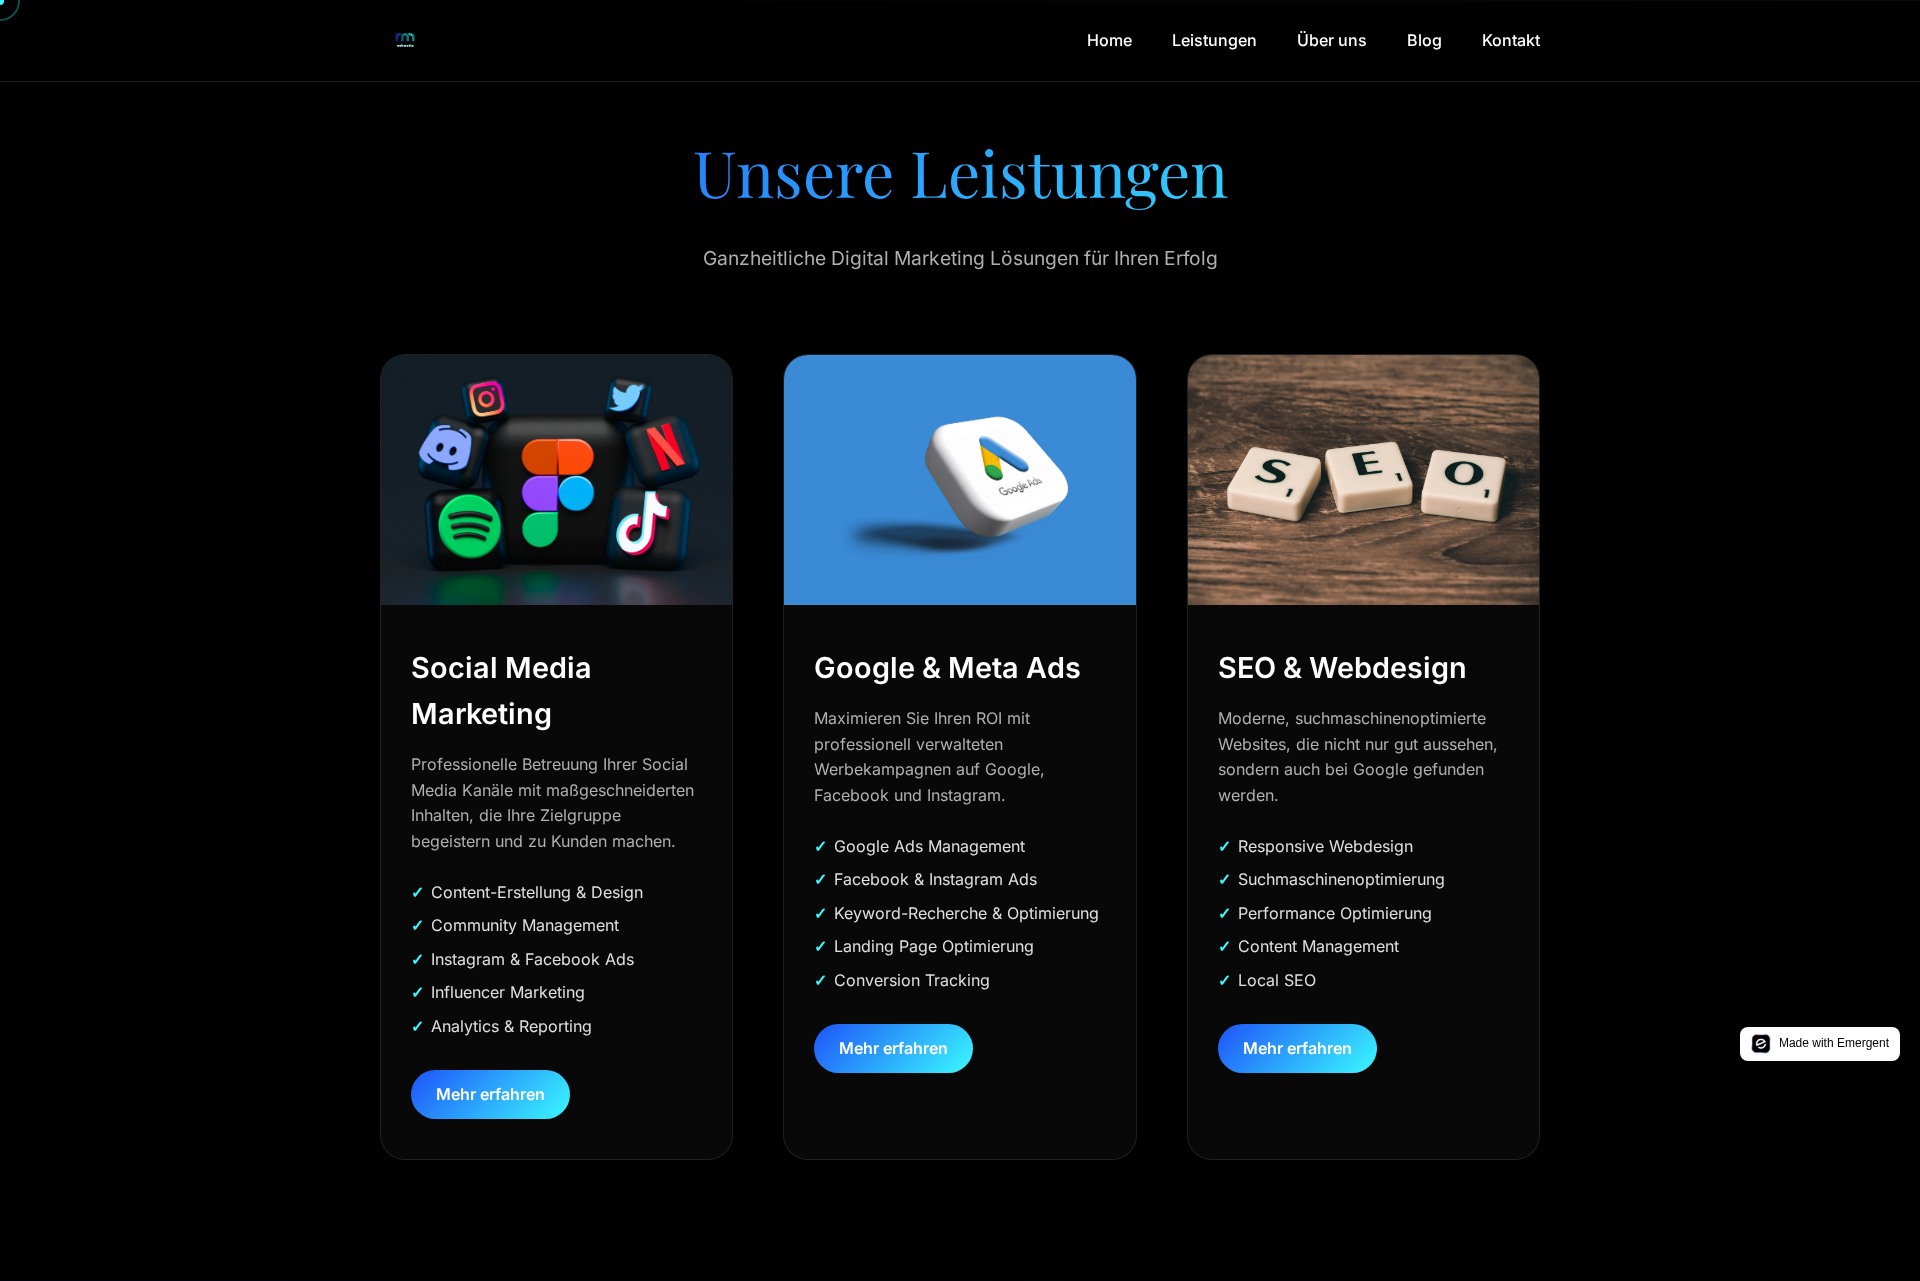 rm
Home
Leistungen
Über uns
Blog
Kontakt
Unsere Leistungen
Ganzheitliche Digital Marketing Lösungen für Ihren Erfolg
Google Ads
S1
E1
O1
Social Media
Marketing
Professionelle Betreuung Ihrer Social
Media Kanäle mit maßgeschneiderten
Inhalten, die Ihre Zielgruppe
begeistern und zu Kunden machen.
✓ Content-Erstellung & Design
✓ Community Management
✓ Instagram & Facebook Ads
✓ Influencer Marketing
✓ Analytics & Reporting
Mehr erfahren
Google & Meta Ads
Maximieren Sie Ihren ROI mit
professionell verwalteten
Werbekampagnen auf Google,
Facebook und Instagram.
✓ Google Ads Management
✓ Facebook & Instagram Ads
✓ Keyword-Recherche & Optimierung
✓ Landing Page Optimierung
✓ Conversion Tracking
Mehr erfahren
SEO & Webdesign
Moderne, suchmaschinenoptimierte
Websites, die nicht nur gut aussehen,
sondern auch bei Google gefunden
werden.
✓ Responsive Webdesign
✓ Suchmaschinenoptimierung
✓ Performance Optimierung
✓ Content Management
✓ Local SEO
Mehr erfahren
Made with Emergent